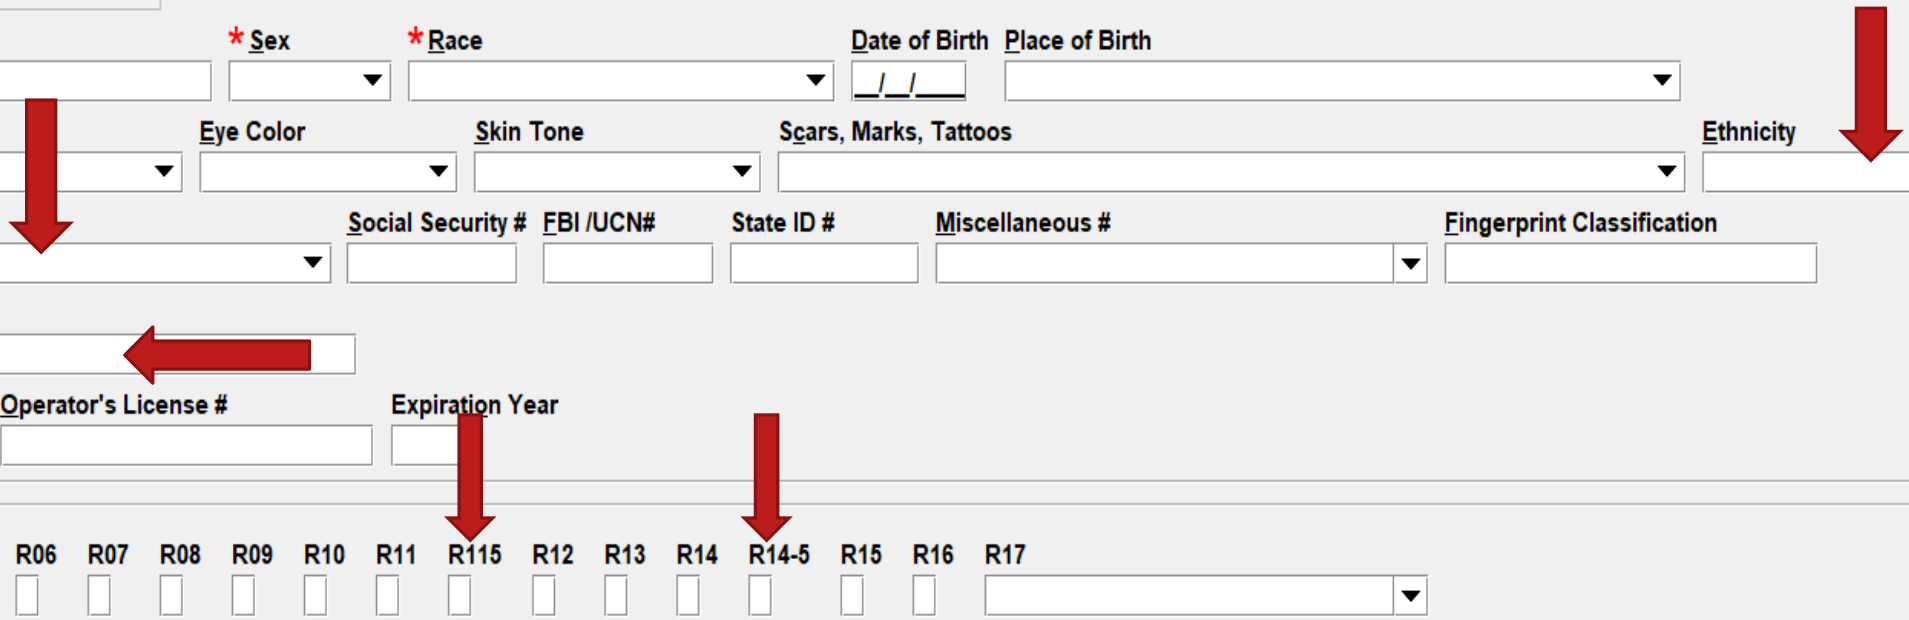 * Sex * Race Date of Birth Place of Birth
__/__/____
Eye Color Skin Tone Scars, Marks, Tattoos Ethnicity
Social Security # FBI /UCN# State ID # Miscellaneous # Fingerprint Classification
Operator's License # Expiration Year
R06 R07 R08 R09 R10 R11 R115 R12 R13 R14 R14-5 R15 R16 R17